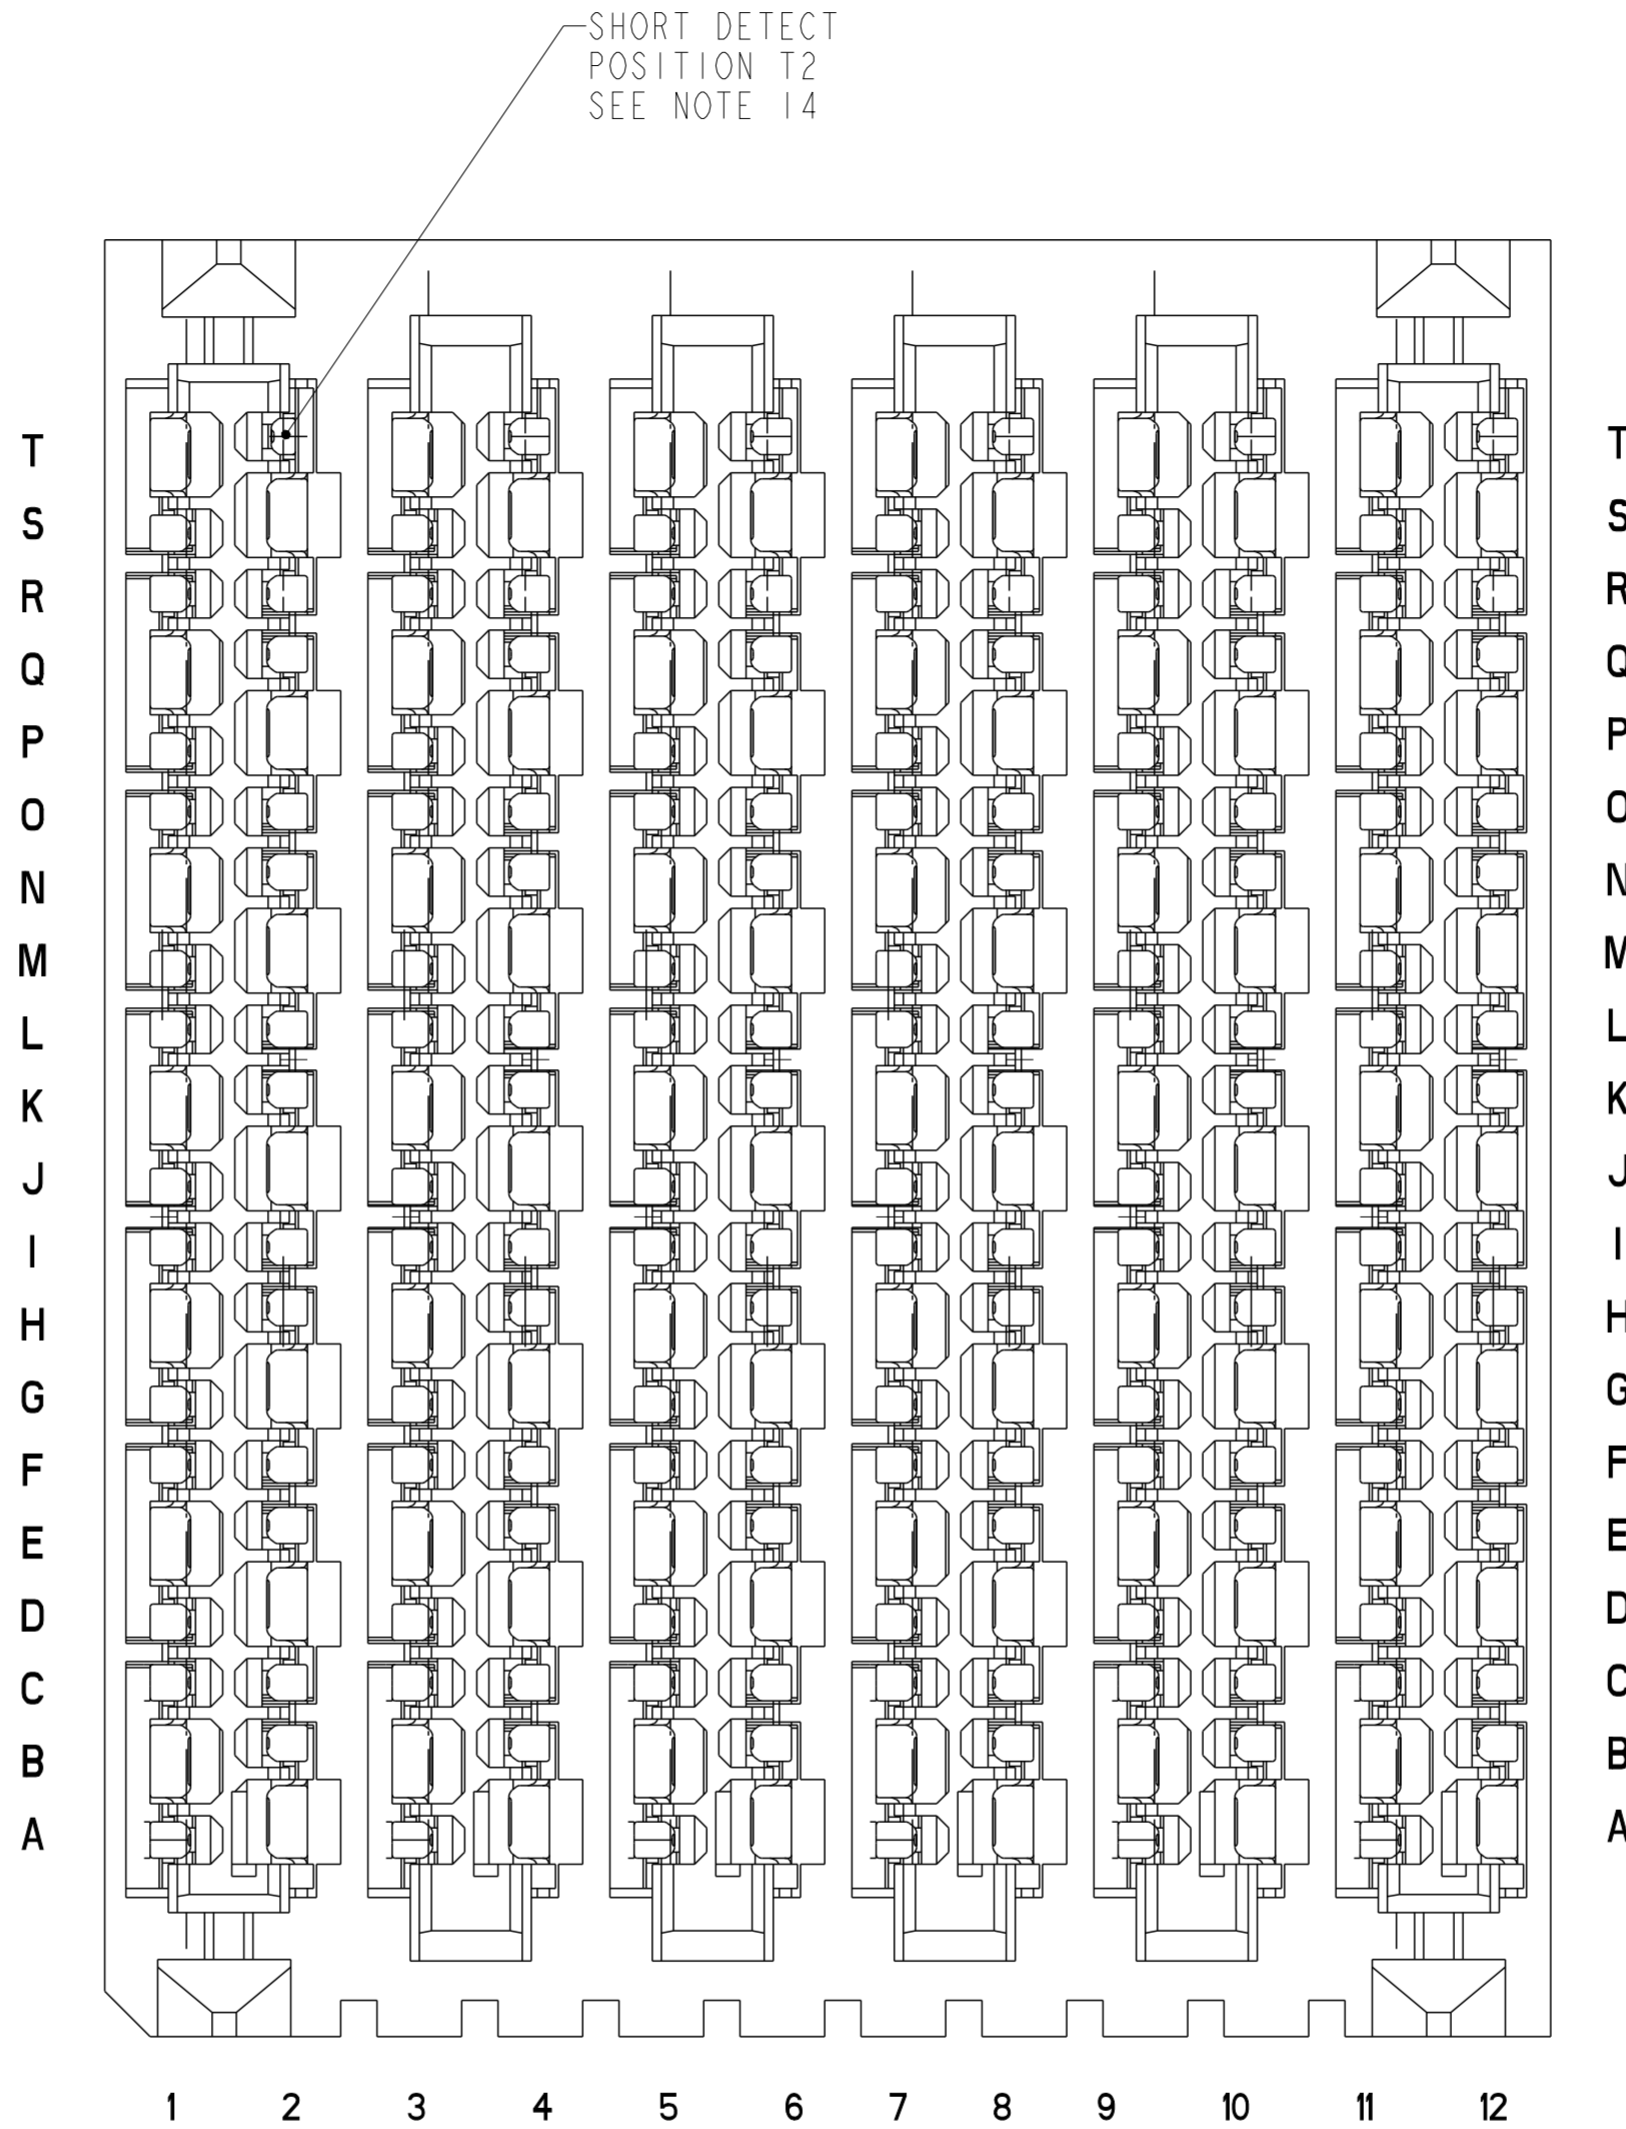 SHORT DETECT
POSITION T2
SEE NOTE 14
T T
S S
R R
Q Q
P P
O O
N N
M M
L L
K K
J J
I I
H H
G G
F F
E E
D D
C C
B B
A A
1 2 3 4 5 6 7 8 9 10 11 12